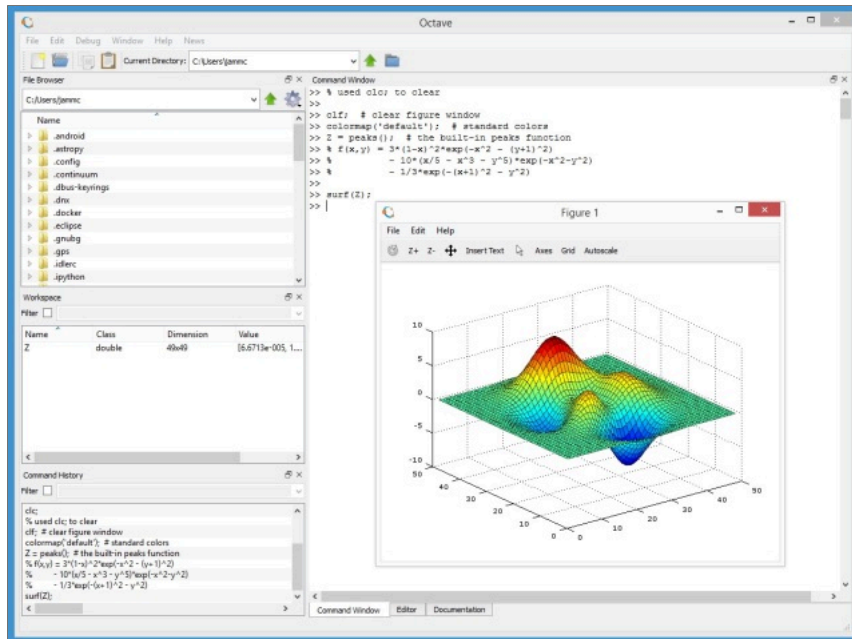 Octave
File Edit Debug Window Help News
Current Directory: C:\Users\jammc
File Browser
C:/Users/jammc
Name
.android
.astropy
.config
.continuum
.dbus-keyrings
.dnx
.docker
.eclipse
.gnubg
.gps
.idlerc
.ipython
Workspace
Filter
Name Class Dimension Value
Z double 49x49 [6.6713e-005, 1....
Command History
Filter
clc;
% used clc; to clear
clf; # clear figure window
colormap('default'); # standard colors
Z = peaks(); # the built-in peaks function
% f(x,y) = 3*(1-x)^2*exp(-x^2 - (y+1)^2)
% - 10*(x/5 - x^3 - y^5)*exp(-x^2-y^2)
% - 1/3*exp(-(x+1)^2 - y^2)
surf(Z);
Command Window
>> % used clc; to clear
>>
>> clf; # clear figure window
>> colormap('default'); # standard colors
>> Z = peaks(); # the built-in peaks function
>> % f(x,y) = 3*(1-x)^2*exp(-x^2 - (y+1)^2)
>> % - 10*(x/5 - x^3 - y^5)*exp(-x^2-y^2)
>> % - 1/3*exp(-(x+1)^2 - y^2)
>>
>> surf(Z);
>>
Figure 1
File Edit Help
Z+ Z- Insert Text Axes Grid Autoscale
10
5
0
-5
-10
50
40
30
20
10
0
0
10
20
30
40
50
Command Window Editor Documentation